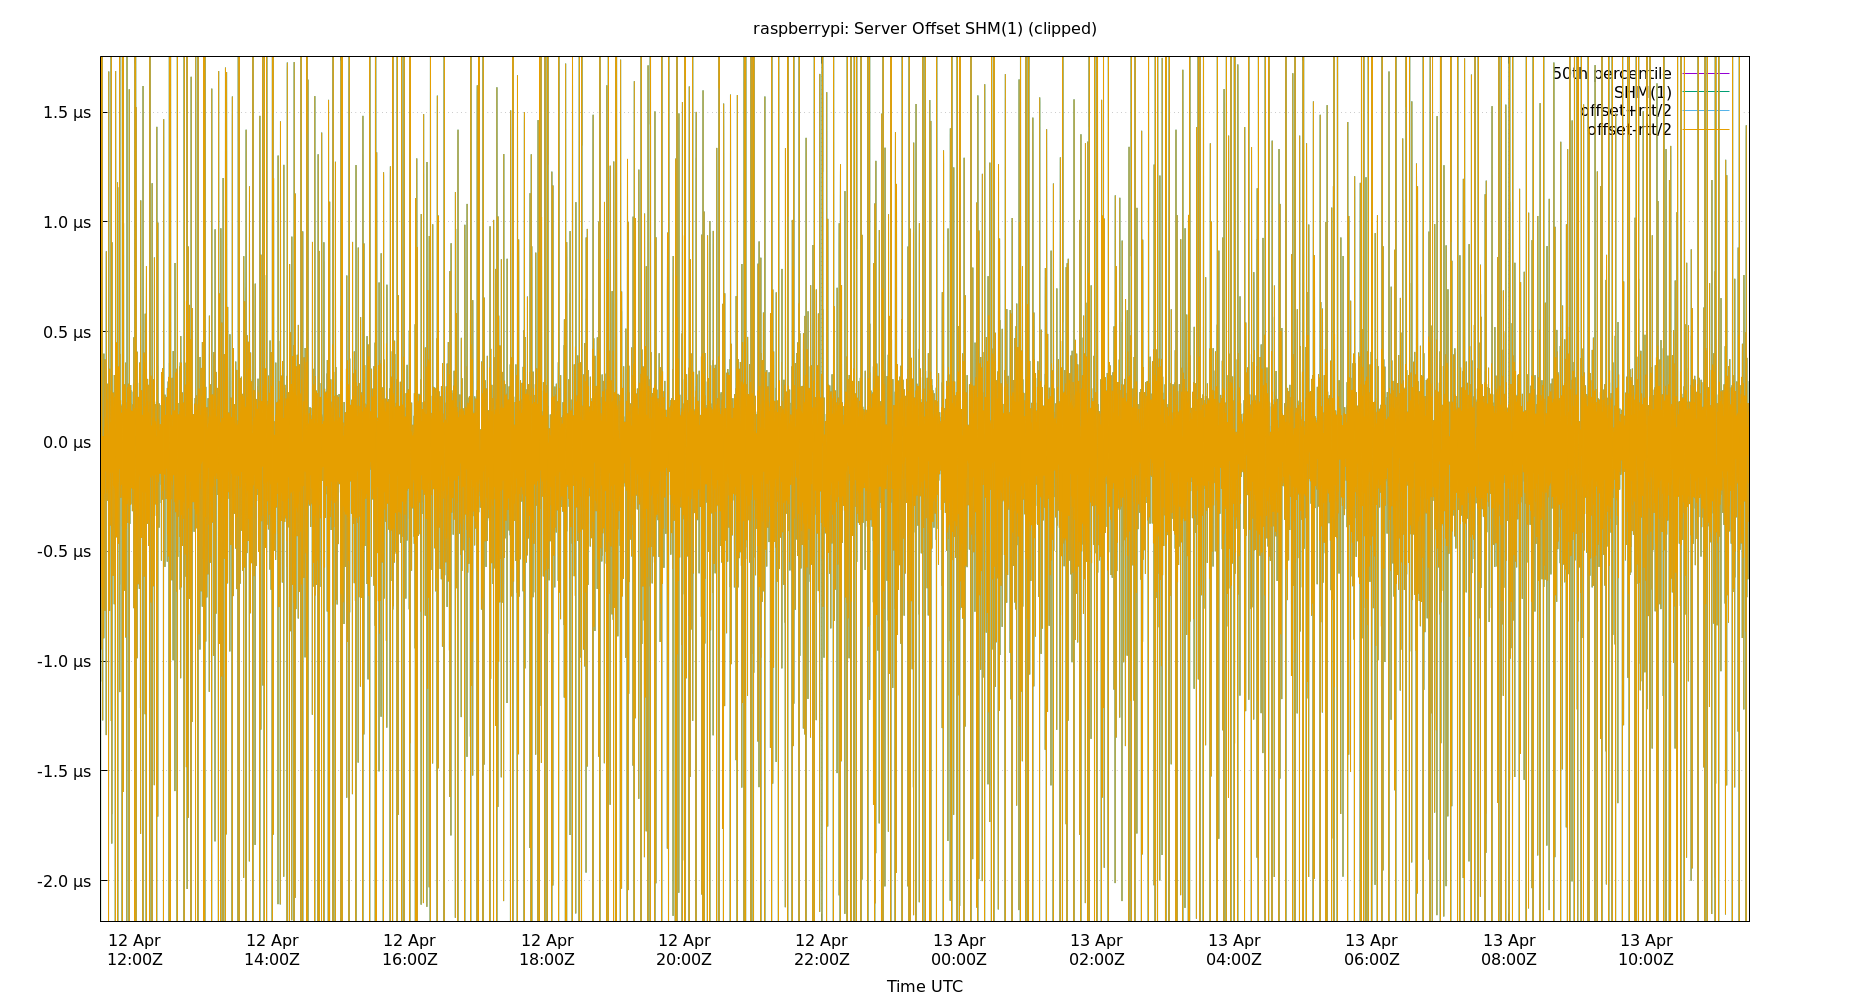 raspberrypi: Server Offset SHM(1) (clipped)
50th percentile
SHM(1)
offset+rtt/2
offset-rtt/2
1.5 µs
1.0 µs
0.5 µs
0.0 µs
-0.5 µs
-1.0 µs
-1.5 µs
-2.0 µs
12 Apr 12 Apr 12 Apr 12 Apr 12 Apr 12 Apr 13 Apr 13 Apr 13 Apr 13 Apr 13 Apr 13 Apr
12:00Z 14:00Z 16:00Z 18:00Z 20:00Z 22:00Z 00:00Z 02:00Z 04:00Z 06:00Z 08:00Z 10:00Z
Time UTC